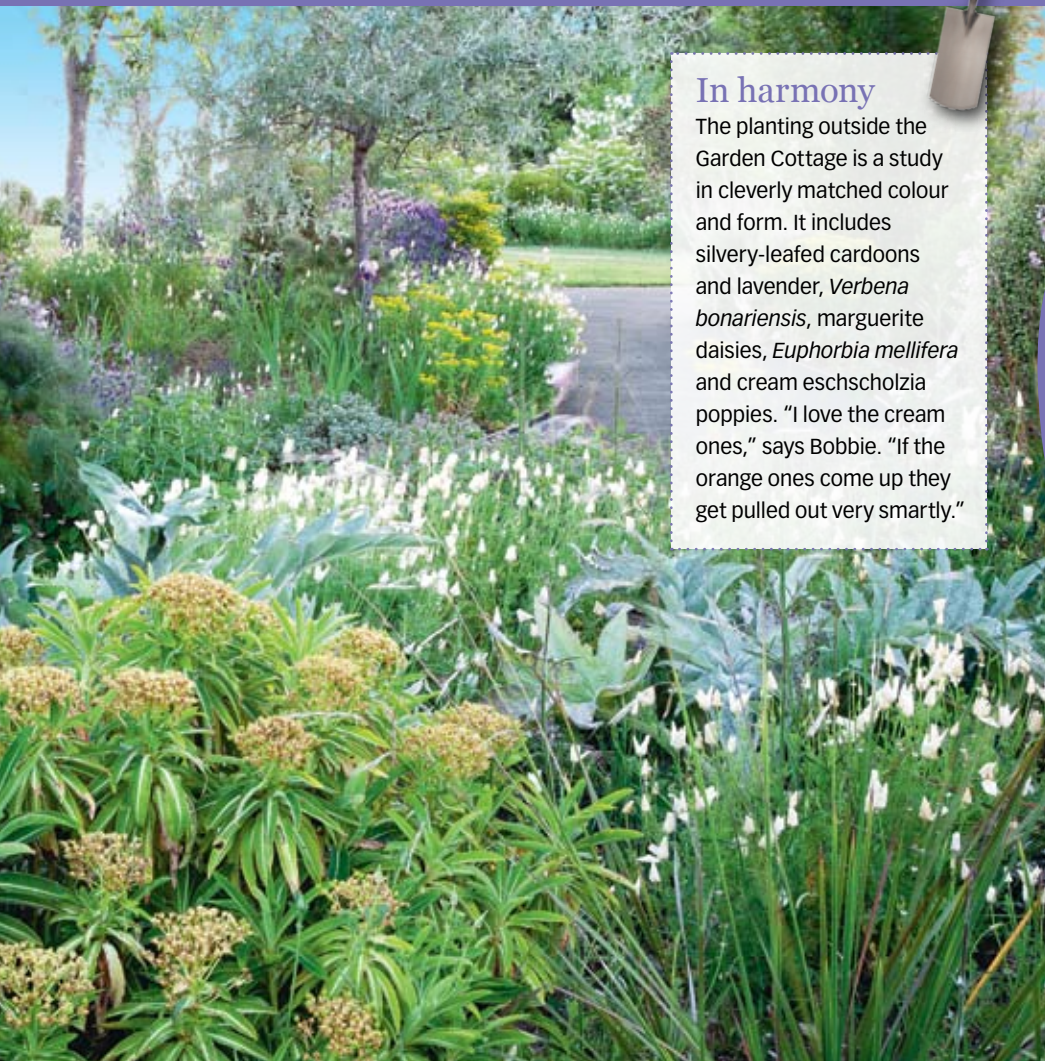 In harmony
The planting outside the
Garden Cottage is a study
in cleverly matched colour
and form. It includes
silvery-leafed cardoons
and lavender, Verbena
bonariensis, marguerite
daisies, Euphorbia mellifera
and cream eschscholzia
poppies. “I love the cream
ones,” says Bobbie. “If the
orange ones come up they
get pulled out very smartly.”